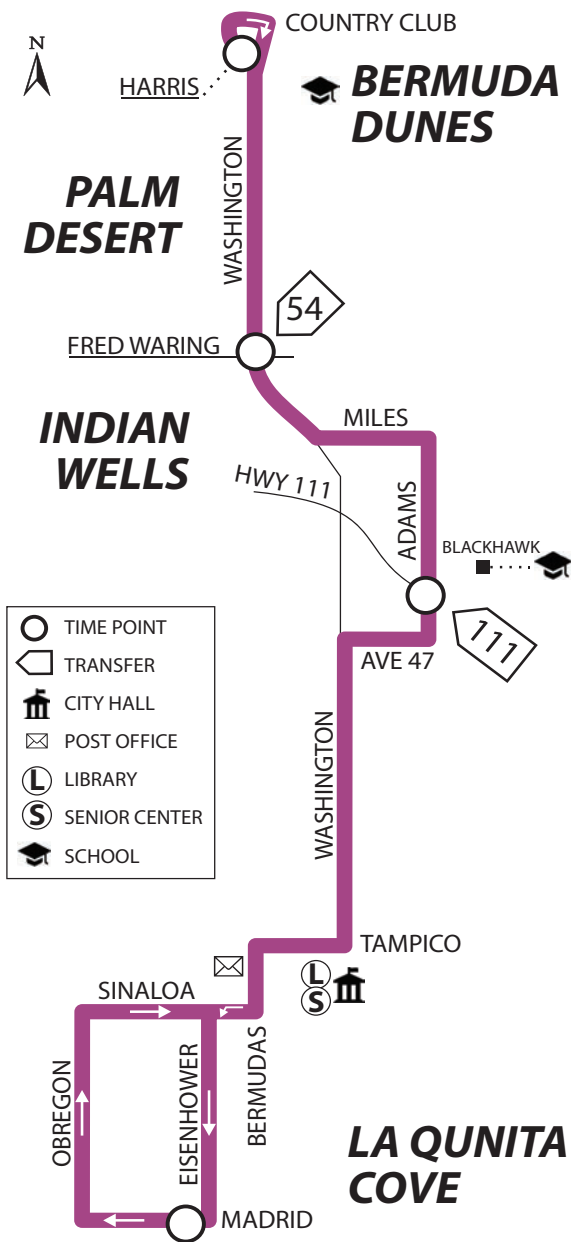 COUNTRY CLUB
N
HARRIS
BERMUDA
DUNES
PALM
DESERT
WASHINGTON
54
FRED WARING
INDIAN
WELLS
MILES
HWY 111
ADAMS
BLACKHAWK
111
AVE 47
TIME POINT
TRANSFER
CITY HALL
POST OFFICE
L LIBRARY
S SENIOR CENTER
SCHOOL
WASHINGTON
TAMPICO
L
S
SINALOA
OBREGON
EISENHOWER
BERMUDAS
LA QUNITA
COVE
MADRID